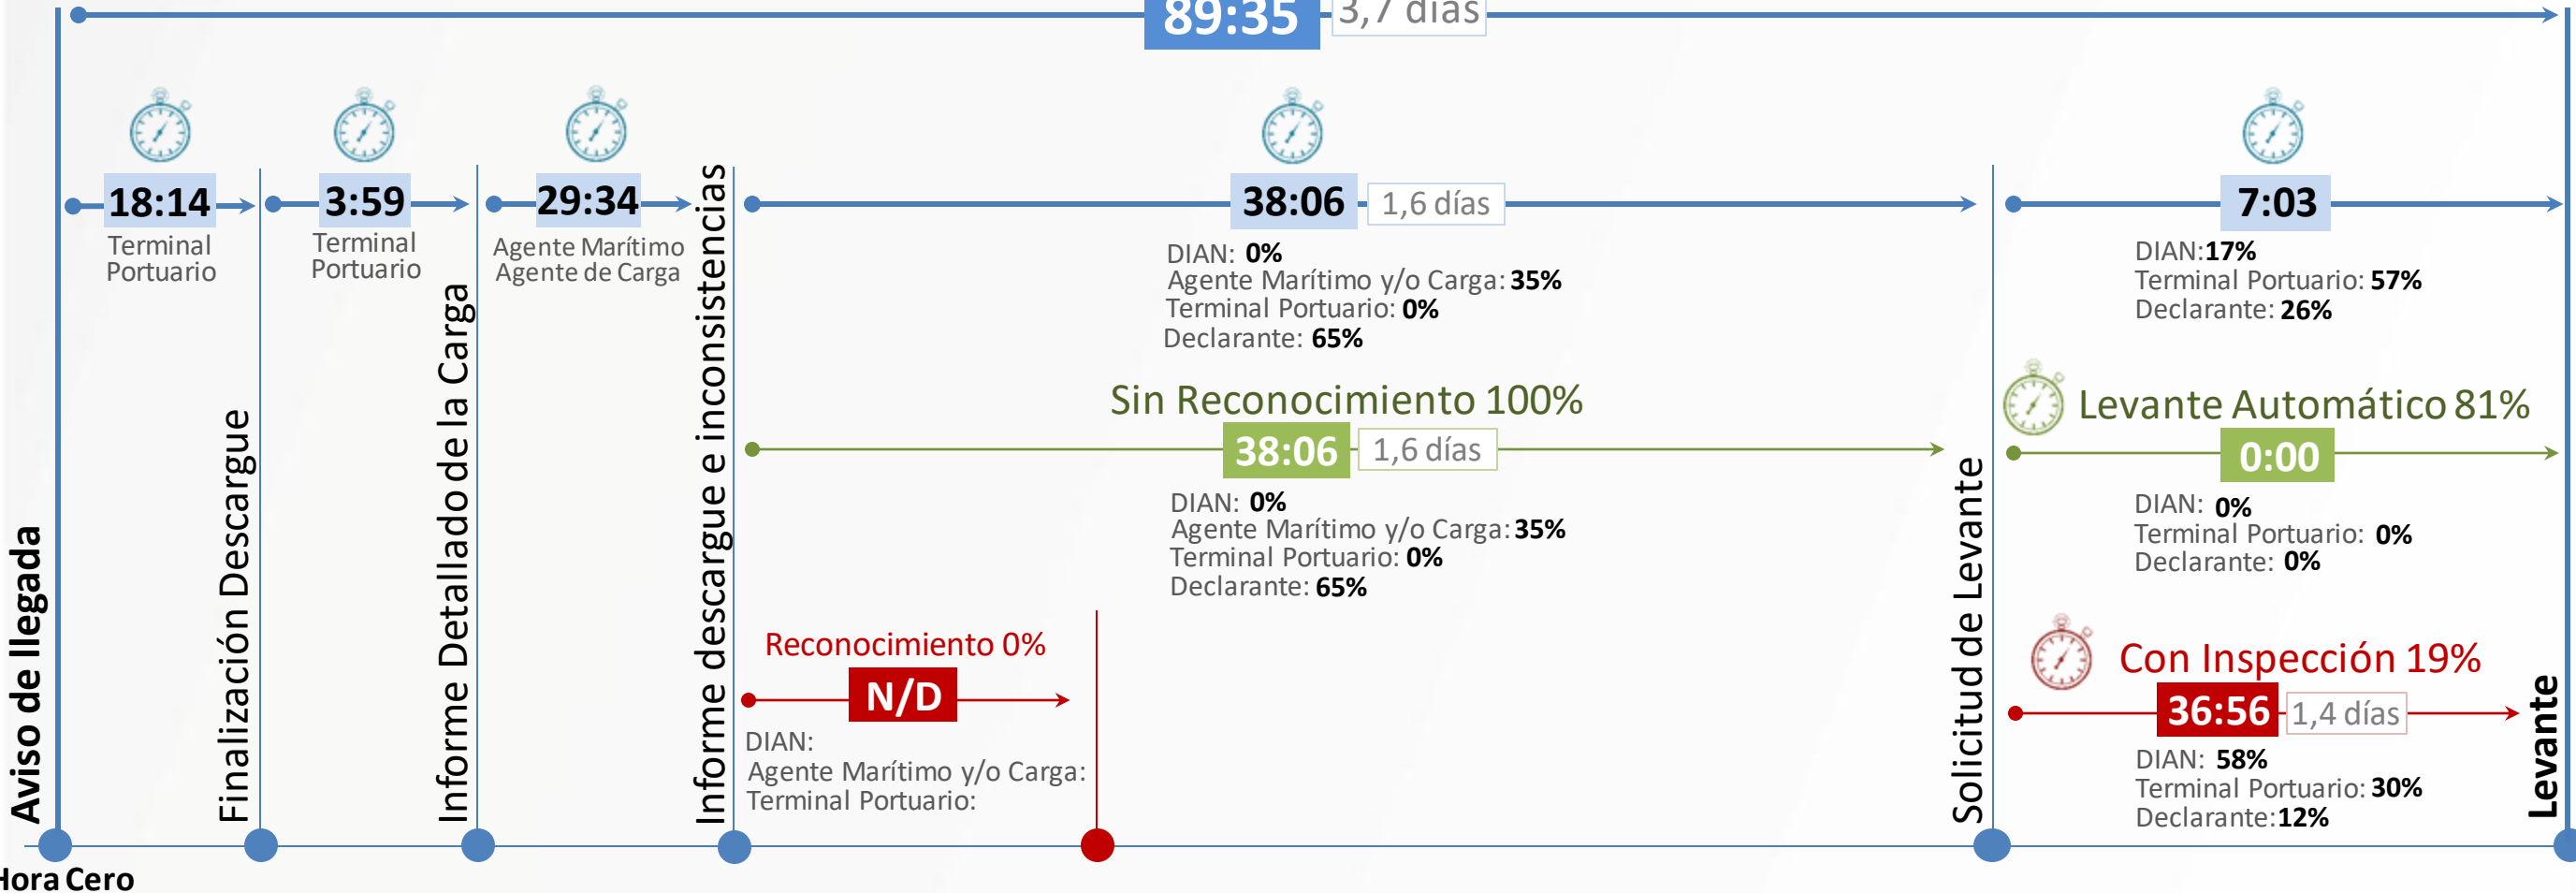 89:35
3,7 días
18:14
Terminal
Portuario
3:59
Terminal
Portuario
29:34
Agente Marítimo
Agente de Carga
38:06
1,6 días
DIAN: 0%
Agente Marítimo y/o Carga: 35%
Terminal Portuario: 0%
Declarante: 65%
7:03
DIAN:17%
Terminal Portuario: 57%
Declarante: 26%
Sin Reconocimiento 100%
38:06
1,6 días
DIAN: 0%
Agente Marítimo y/o Carga: 35%
Terminal Portuario: 0%
Declarante: 65%
Levante Automático 81%
0:00
DIAN: 0%
Terminal Portuario: 0%
Declarante: 0%
Reconocimiento 0%
N/D
DIAN:
Agente Marítimo y/o Carga:
Terminal Portuario:
Con Inspección 19%
36:56
1,4 días
DIAN: 58%
Terminal Portuario: 30%
Declarante:12%
Aviso de llegada
Finalización Descargue
Informe Detallado de la Carga
Informe descargue e inconsistencias
Solicitud de Levante
Levante
Hora Cero